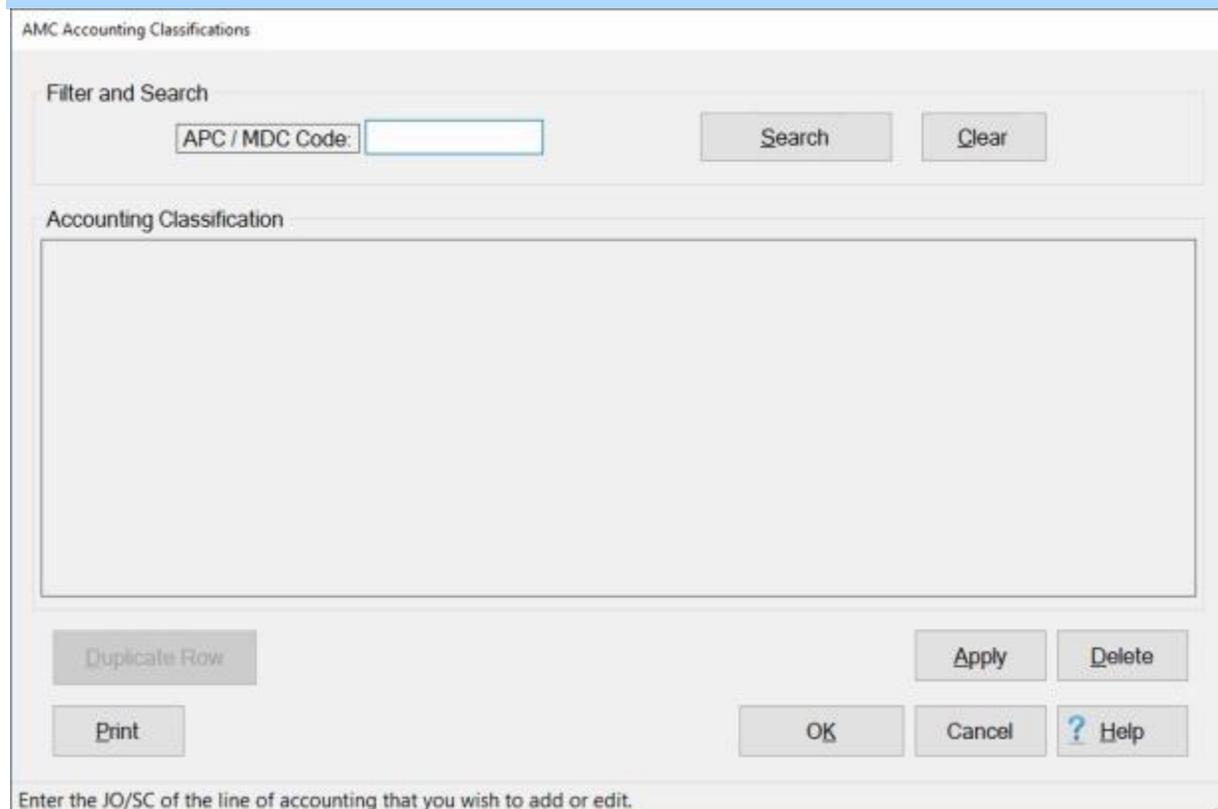 AMC Accounting Classifications
Filter and Search
APC / MDC Code:
Search
Clear
Accounting Classification
Duplicate Row
Apply
Delete
Print
OK
Cancel
? Help
Enter the JO/SC of the line of accounting that you wish to add or edit.